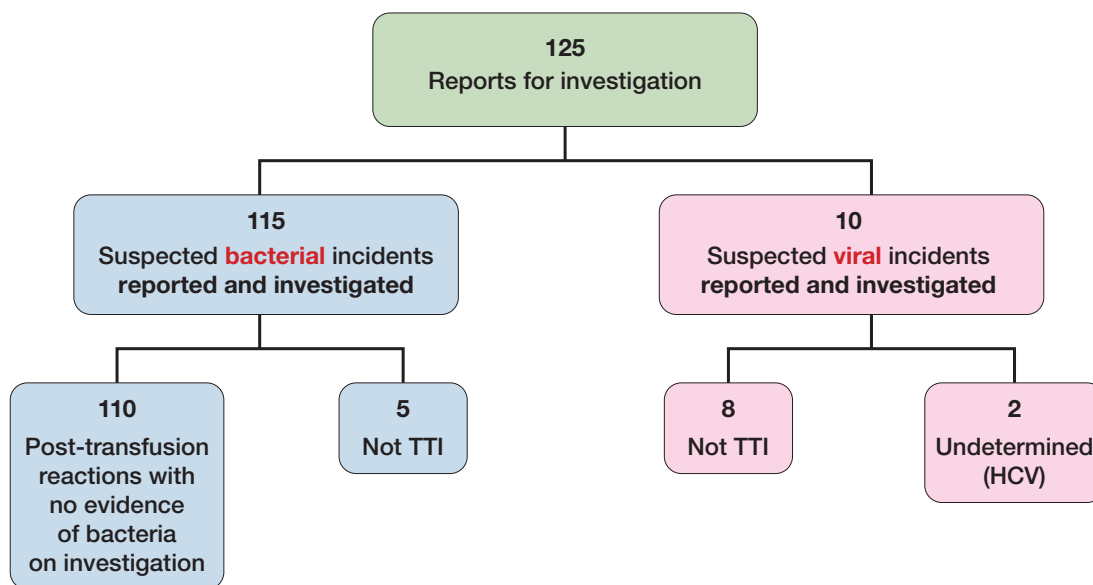 125
Reports for investigation
115
Suspected bacterial incidents
reported and investigated
10
Suspected viral incidents
reported and investigated
110
Post-transfusion
reactions with
no evidence
of bacteria
on investigation
5
Not TTI
8
Not TTI
2
Undetermined
(HCV)